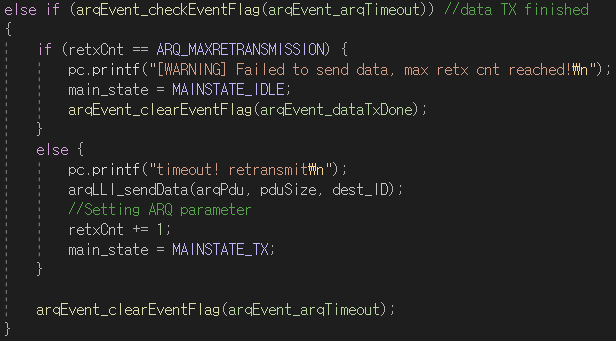 else if (arqEvent_checkEventFlag(arqEvent_arqTimeout)) //data TX finished
{
if (retxCnt == ARQ_MAXRETRANSMISSION) {
pc.printf("[WARNING] Failed to send data, max retx cnt reached!₩n");
main_state = MAINSTATE_IDLE;
arqEvent_clearEventFlag(arqEvent_dataTxDone);
}
else {
pc.printf("timeout! retransmit₩n");
arqLLI_sendData(arqPdu, pduSize, dest_ID);
//Setting ARQ parameter
retxCnt += 1;
main_state = MAINSTATE_TX;
}
arqEvent_clearEventFlag(arqEvent_arqTimeout);
}